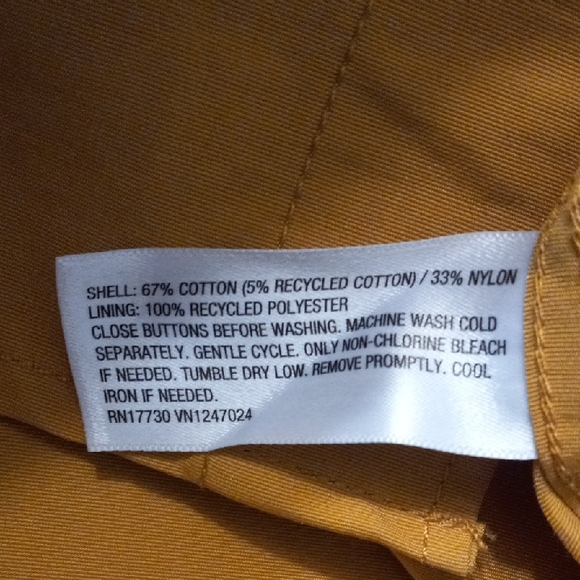 SHELL: 67% COTTON (5% RECYCLED COTTON) / 33% NYLON
LINING: 100% RECYCLED POLYESTER
CLOSE BUTTONS BEFORE WASHING. MACHINE WASH COLD
SEPARATELY. GENTLE CYCLE. ONLY NON-CHLORINE BLEACH
IF NEEDED. TUMBLE DRY LOW. REMOVE PROMPTLY. COOL
IRON IF NEEDED.
RN17730 VN1247024